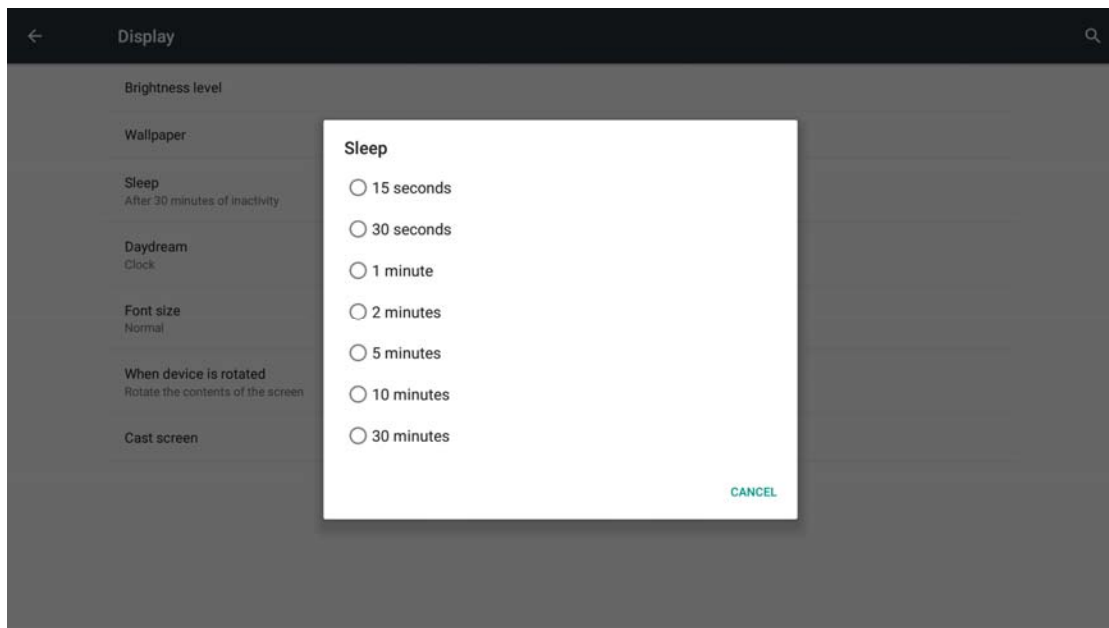 Display
Brightness level
Wallpaper
Sleep
After 30 minutes of inactivity
Daydream
Clock
Font size
Normal
When device is rotated
Rotate the contents of the screen
Cast screen
Sleep
15 seconds
30 seconds
1 minute
2 minutes
5 minutes
10 minutes
30 minutes
CANCEL